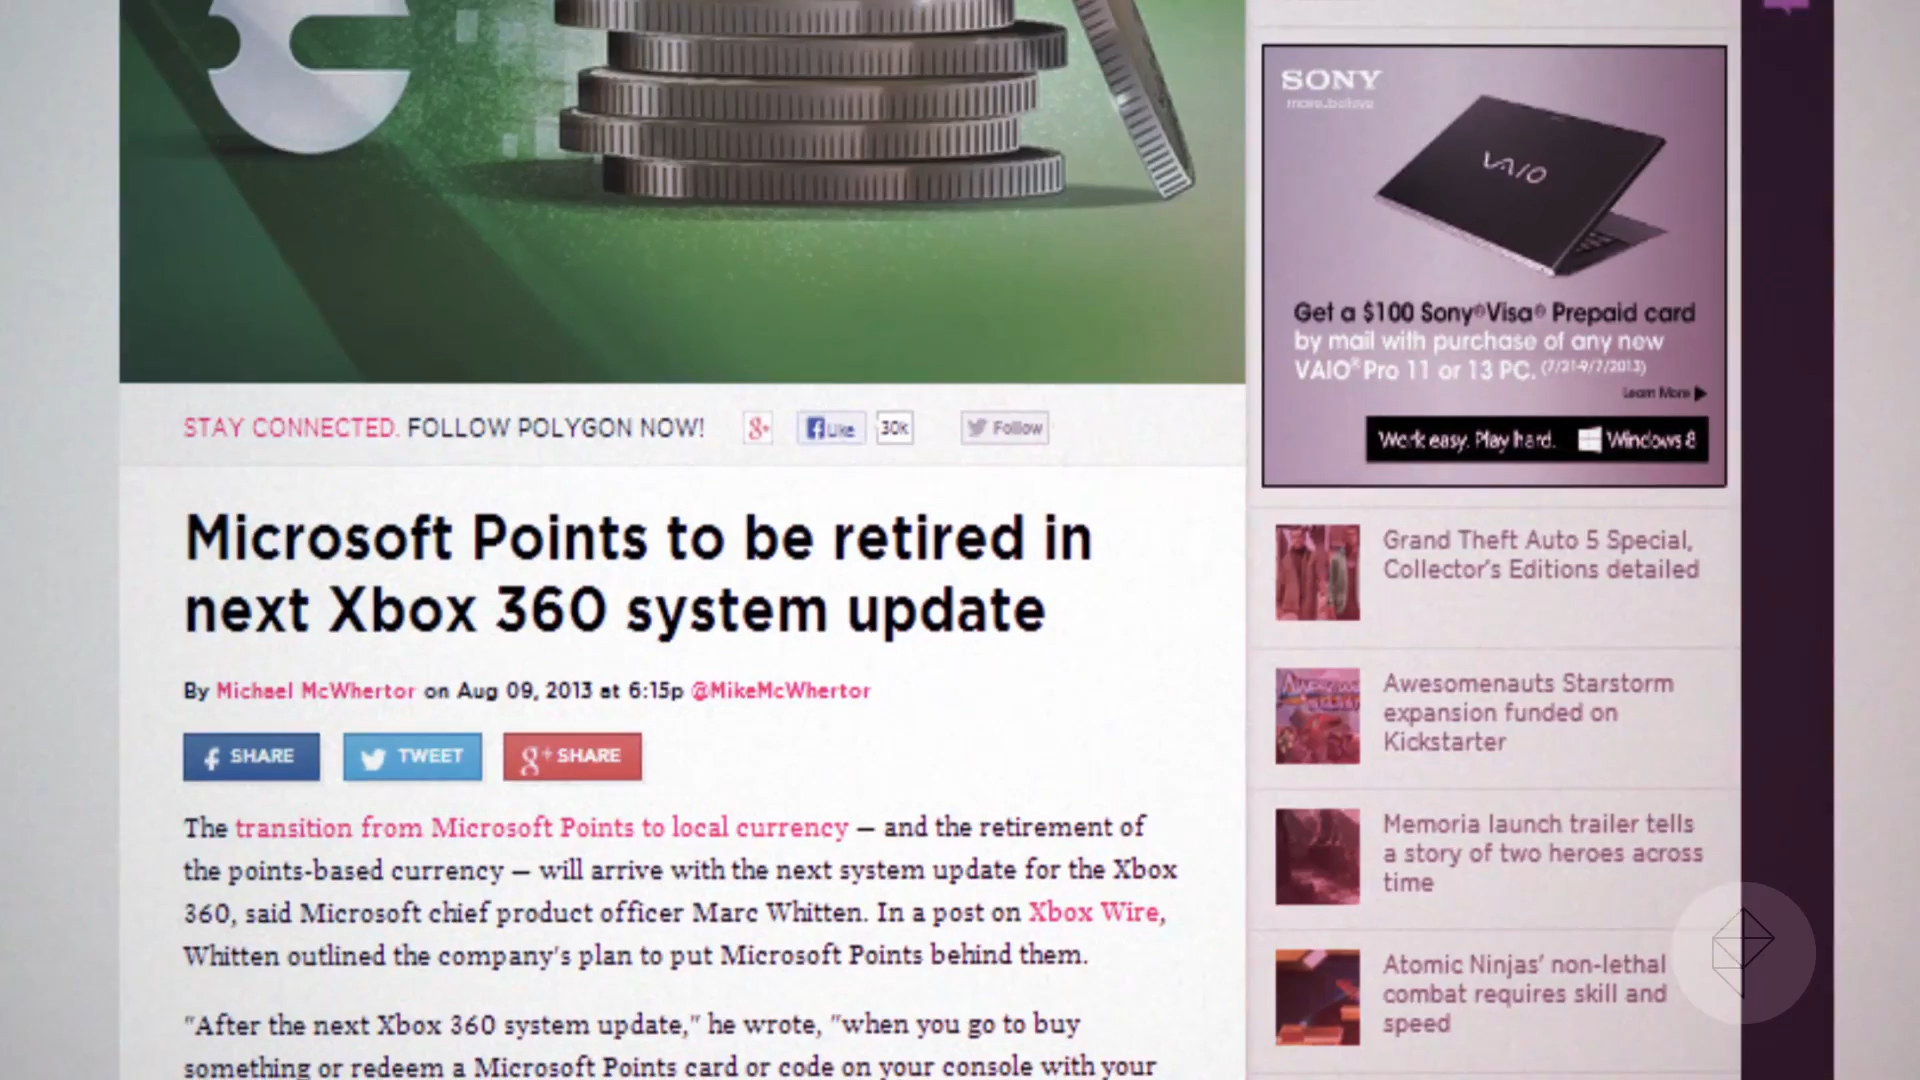 STAY CONNECTED. FOLLOW POLYGON NOW!
g+
Like
30k
Follow
Microsoft Points to be retired in
next Xbox 360 system update
By Michael McWhertor on Aug 09, 2013 at 6:15p @MikeMcWhertor
SHARE
TWEET
g+ SHARE
The transition from Microsoft Points to local currency — and the retirement of
the points-based currency — will arrive with the next system update for the Xbox
360, said Microsoft chief product officer Marc Whitten. In a post on Xbox Wire,
Whitten outlined the company's plan to put Microsoft Points behind them.
"After the next Xbox 360 system update," he wrote, "when you go to buy
something or redeem a Microsoft Points card or code on your console with your
SONY
make.believe
VAIO
Get a $100 Sony® Visa® Prepaid card
by mail with purchase of any new
VAIO® Pro 11 or 13 PC. (7/21-9/7/2013)
Learn More
Work easy. Play hard. Windows 8
Grand Theft Auto 5 Special,
Collector's Editions detailed
Awesomenauts Starstorm
expansion funded on
Kickstarter
Memoria launch trailer tells
a story of two heroes across
time
Atomic Ninjas' non-lethal
combat requires skill and
speed